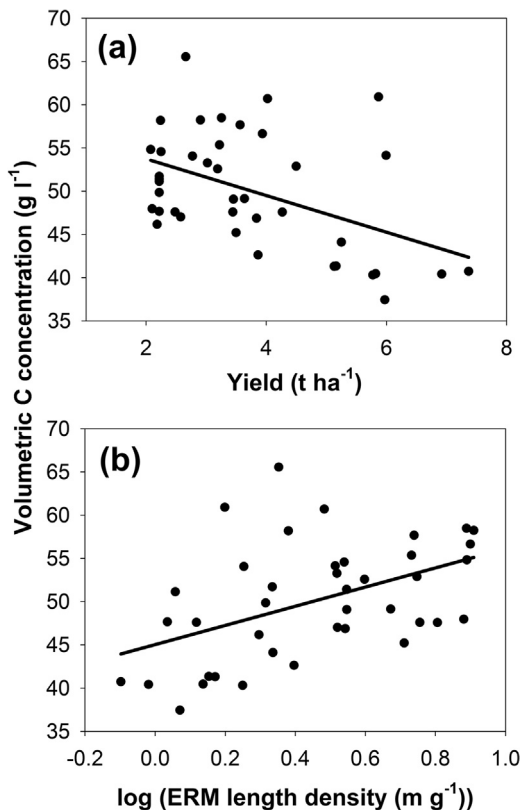 (a)
70
65
60
55
50
45
40
35
2 4 6 8
Yield (t ha⁻¹)
Volumetric C concentration (g l⁻¹)
(b)
70
65
60
55
50
45
40
35
-0.2 0.0 0.2 0.4 0.6 0.8 1.0
log (ERM length density (m g⁻¹))